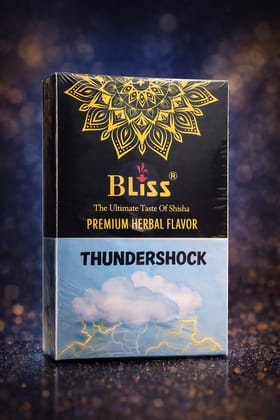 BLiSS®
The Ultimate Taste Of Shisha
PREMIUM HERBAL FLAVOR
THUNDERSHOCK